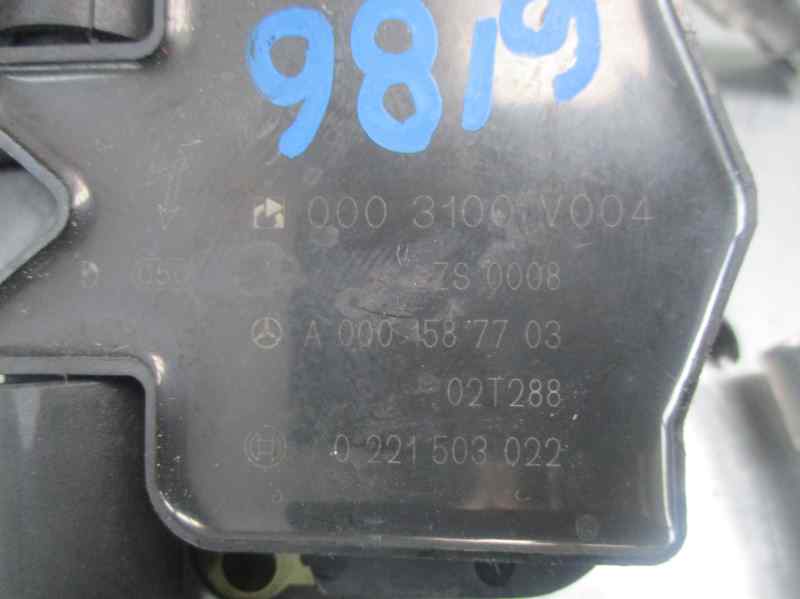 9819
000 3100 V004
ZS 0008
A 000 158 77 03
02T288
0 221 503 022